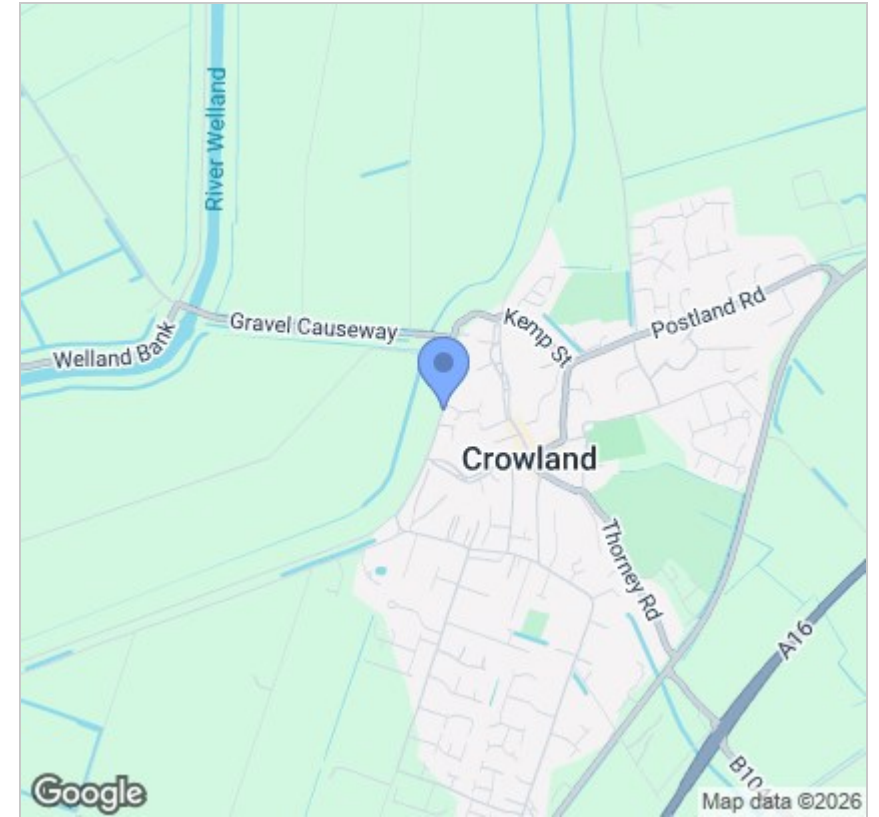 River Welland
Gravel Causeway
Welland Bank
Kemp St
Postland Rd
Crowland
Thorney Rd
A16
Google
Map data ©2026